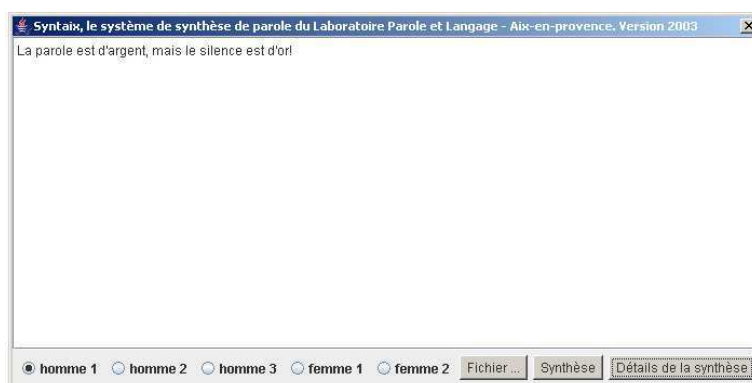 Syntaix, le système de synthèse de parole du Laboratoire Parole et Langage - Aix-en-provence. Version 2003
La parole est d'argent, mais le silence est d'or!
homme 1 homme 2 homme 3 femme 1 femme 2 Fichier ... Synthèse Détails de la synthèse